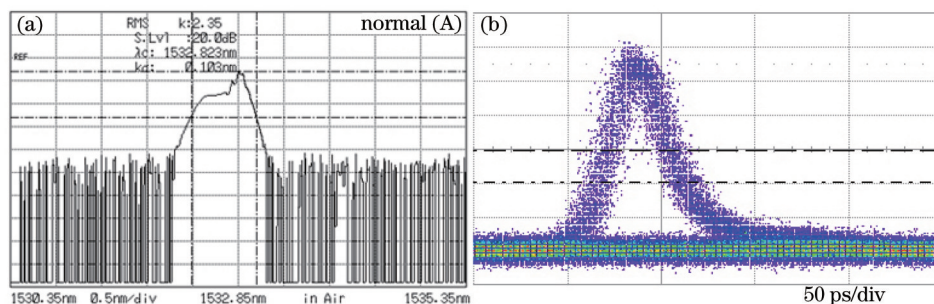 (a)
RMS k:2.35
normal (A)
S.Lvl :20.0dB
λc: 1532.823nm
REF
kσ: 0.103nm
1530.35nm 0.5nm/div 1532.85nm in Air 1535.35nm
(b)
50 ps/div